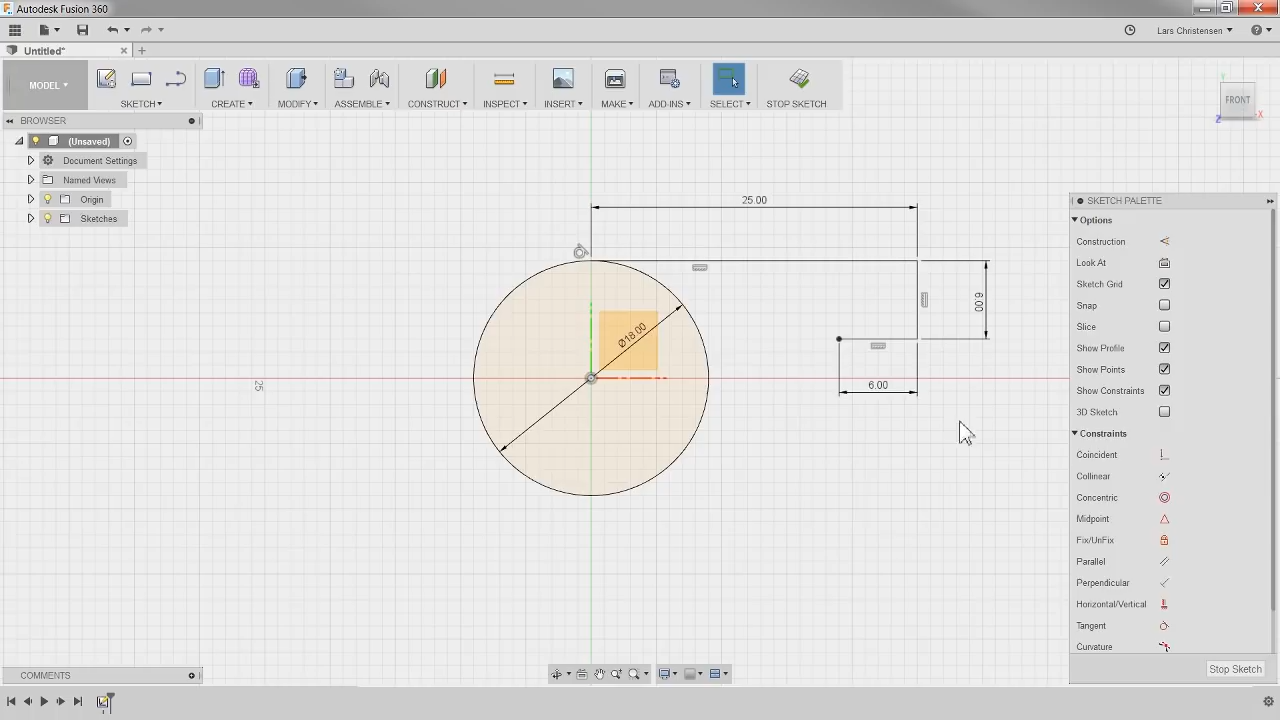 Autodesk Fusion 360
Lars Christensen
Untitled*
MODEL
SKETCH
CREATE
MODIFY
ASSEMBLE
CONSTRUCT
INSPECT
INSERT
MAKE
ADD-INS
SELECT
STOP SKETCH
FRONT
Y
X
Z
BROWSER
(Unsaved)
Document Settings
Named Views
Origin
Sketches
25.00
6.00
Ø18.00
6.00
25
SKETCH PALETTE
Options
Construction
Look At
Sketch Grid
Snap
Slice
Show Profile
Show Points
Show Constraints
3D Sketch
Constraints
Coincident
Collinear
Concentric
Midpoint
Fix/UnFix
Parallel
Perpendicular
Horizontal/Vertical
Tangent
Curvature
Stop Sketch
COMMENTS